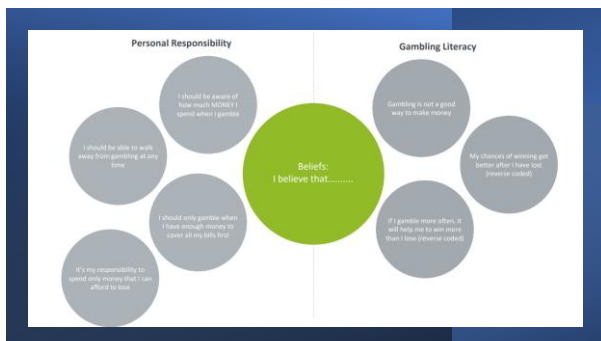 Personal Responsibility
Gambling Literacy
I should be aware of
how much MONEY I
spend when I gamble
I should be able to walk
away from gambling at any
time
I should only gamble when
I have enough money to
cover all my bills first
It's my responsibility to
spend only money that I can
afford to lose
Beliefs:
I believe that..........
Gambling is not a good
way to make money
My chances of winning get
better after I have lost
(reverse coded)
If I gamble more often, it
will help me to win more
than I lose (reverse coded)